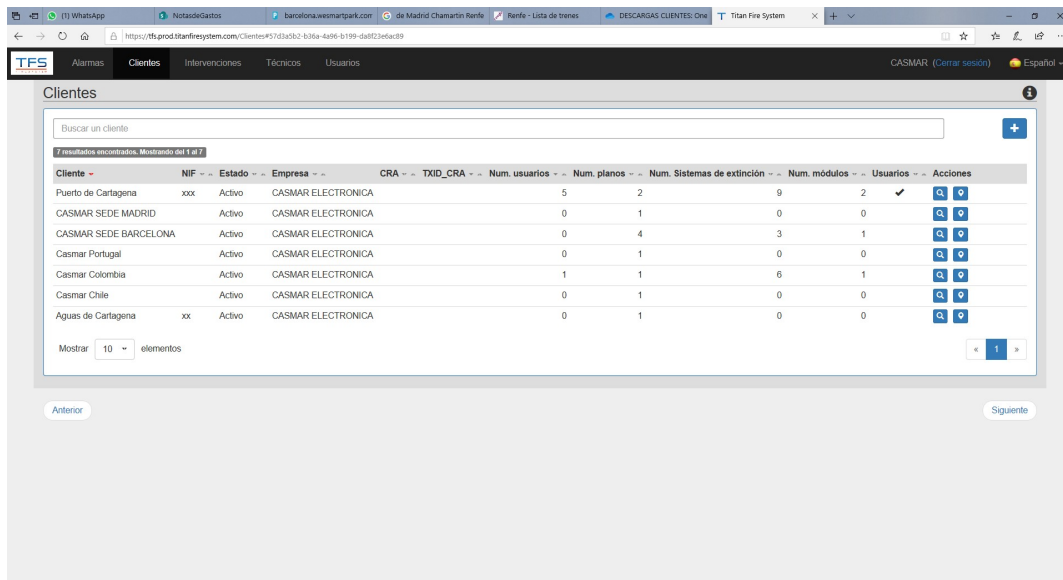 (1) WhatsApp NotasdeGastos barcelona.wesmartpark.com de Madrid Chamartin Renfe Renfe - Lista de trenes DESCARGAS CLIENTES: One Titan Fire System
https://tfs.prod.titanfiresystem.com/Clientes#57d3a5b2-b36a-4a96-b199-da8f23e6ac89
TFS Alarmas Clientes Intervenciones Técnicos Usuarios CASMAR (Cerrar sesión) Español
Clientes
Buscar un cliente
7 resultados encontrados. Mostrando del 1 al 7
Cliente NIF Estado Empresa CRA TXID_CRA Num. usuarios Num. planos Num. Sistemas de extinción Num. módulos Usuarios Acciones
Puerto de Cartagena xxx Activo CASMAR ELECTRONICA 5 2 9 2
CASMAR SEDE MADRID Activo CASMAR ELECTRONICA 0 1 0 0
CASMAR SEDE BARCELONA Activo CASMAR ELECTRONICA 0 4 3 1
Casmar Portugal Activo CASMAR ELECTRONICA 0 1 0 0
Casmar Colombia Activo CASMAR ELECTRONICA 1 1 6 1
Casmar Chile Activo CASMAR ELECTRONICA 0 1 0 0
Aguas de Cartagena xx Activo CASMAR ELECTRONICA 0 1 0 0
Mostrar 10 elementos « 1 »
Anterior Siguiente